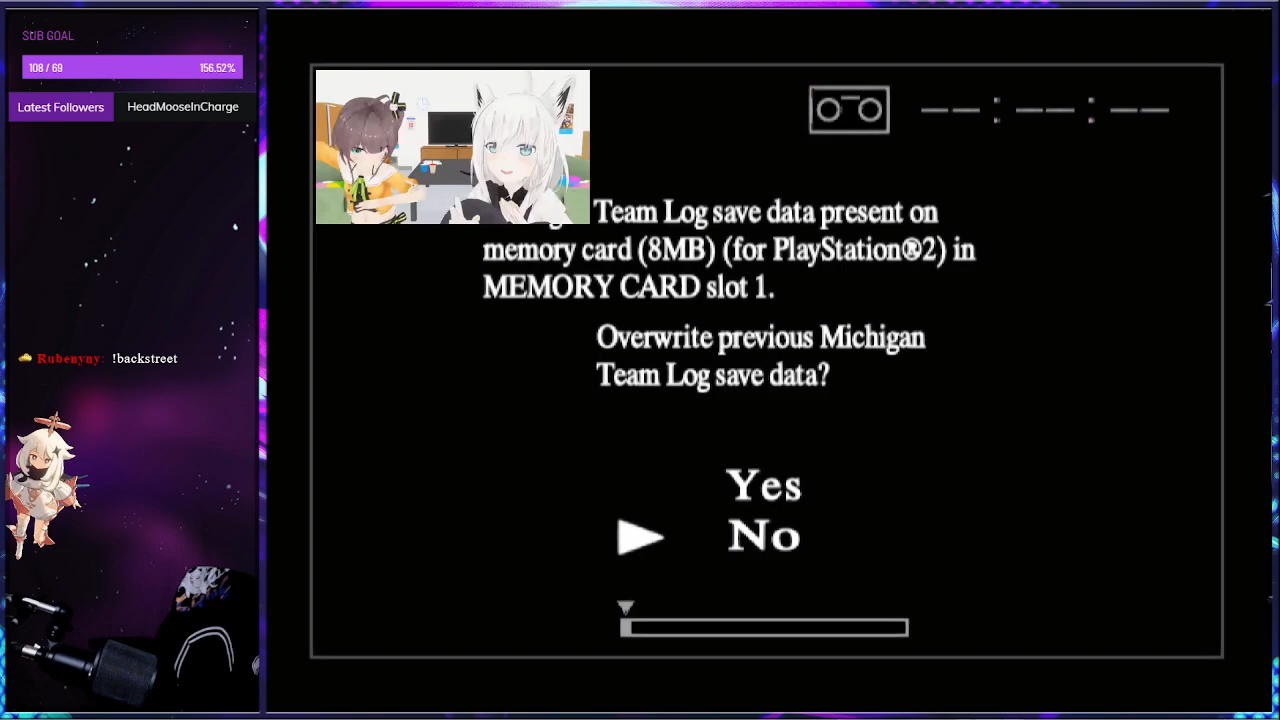 SUB GOAL
108 / 69 156.52%
Latest Followers HeadMooseInCharge
Rubenyny: !backstreet
-- : -- : --
Team Log save data present on
memory card (8MB) (for PlayStation®2) in
MEMORY CARD slot 1.
Overwrite previous Michigan
Team Log save data?
Yes
No